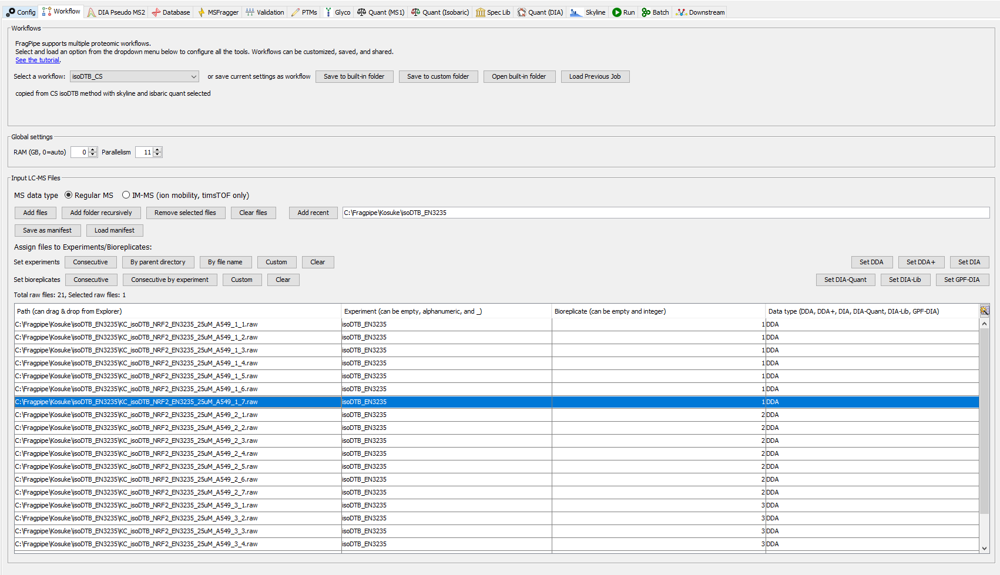 Config Workflow DIA Pseudo MS2 Database MSFragger Validation PTMs Glyco Quant (MS1) Quant (Isobaric) Spec Lib Quant (DIA) Skyline Run Batch Downstream
Workflows
FragPipe supports multiple proteomic workflows.
Select and load an option from the dropdown menu below to configure all the tools. Workflows can be customized, saved, and shared.
See the tutorial.
Select a workflow: isoDTB_CS or save current settings as workflow Save to built-in folder Save to custom folder Open built-in folder Load Previous Job
copied from CS isoDTB method with skyline and isbaric quant selected
Global settings
RAM (GB, 0=auto) 0 Parallelism 11
Input LC-MS Files
MS data type Regular MS IM-MS (ion mobility, timsTOF only)
Add files Add folder recursively Remove selected files Clear files Add recent C:\Fragpipe\Kosuke\isoDTB_EN3235
Save as manifest Load manifest
Assign files to Experiments/Bioreplicates:
Set experiments Consecutive By parent directory By file name Custom Clear Set DDA Set DDA+ Set DIA
Set bioreplicates Consecutive Consecutive by experiment Custom Clear Set DIA-Quant Set DIA-Lib Set GPF-DIA
Total raw files: 21, Selected raw files: 1
Path (can drag & drop from Explorer) Experiment (can be empty, alphanumeric, and _) Bioreplicate (can be empty and integer) Data type (DDA, DDA+, DIA, DIA-Quant, DIA-Lib, GPF-DIA)
C:\Fragpipe\Kosuke\isoDTB_EN3235\KC_isoDTB_NRF2_EN3235_25uM_A549_1_1.raw isoDTB_EN3235 1 DDA
C:\Fragpipe\Kosuke\isoDTB_EN3235\KC_isoDTB_NRF2_EN3235_25uM_A549_1_2.raw isoDTB_EN3235 1 DDA
C:\Fragpipe\Kosuke\isoDTB_EN3235\KC_isoDTB_NRF2_EN3235_25uM_A549_1_3.raw isoDTB_EN3235 1 DDA
C:\Fragpipe\Kosuke\isoDTB_EN3235\KC_isoDTB_NRF2_EN3235_25uM_A549_1_4.raw isoDTB_EN3235 1 DDA
C:\Fragpipe\Kosuke\isoDTB_EN3235\KC_isoDTB_NRF2_EN3235_25uM_A549_1_5.raw isoDTB_EN3235 1 DDA
C:\Fragpipe\Kosuke\isoDTB_EN3235\KC_isoDTB_NRF2_EN3235_25uM_A549_1_6.raw isoDTB_EN3235 1 DDA
C:\Fragpipe\Kosuke\isoDTB_EN3235\KC_isoDTB_NRF2_EN3235_25uM_A549_1_7.raw isoDTB_EN3235 1 DDA
C:\Fragpipe\Kosuke\isoDTB_EN3235\KC_isoDTB_NRF2_EN3235_25uM_A549_2_1.raw isoDTB_EN3235 2 DDA
C:\Fragpipe\Kosuke\isoDTB_EN3235\KC_isoDTB_NRF2_EN3235_25uM_A549_2_2.raw isoDTB_EN3235 2 DDA
C:\Fragpipe\Kosuke\isoDTB_EN3235\KC_isoDTB_NRF2_EN3235_25uM_A549_2_3.raw isoDTB_EN3235 2 DDA
C:\Fragpipe\Kosuke\isoDTB_EN3235\KC_isoDTB_NRF2_EN3235_25uM_A549_2_4.raw isoDTB_EN3235 2 DDA
C:\Fragpipe\Kosuke\isoDTB_EN3235\KC_isoDTB_NRF2_EN3235_25uM_A549_2_5.raw isoDTB_EN3235 2 DDA
C:\Fragpipe\Kosuke\isoDTB_EN3235\KC_isoDTB_NRF2_EN3235_25uM_A549_2_6.raw isoDTB_EN3235 2 DDA
C:\Fragpipe\Kosuke\isoDTB_EN3235\KC_isoDTB_NRF2_EN3235_25uM_A549_2_7.raw isoDTB_EN3235 2 DDA
C:\Fragpipe\Kosuke\isoDTB_EN3235\KC_isoDTB_NRF2_EN3235_25uM_A549_3_1.raw isoDTB_EN3235 3 DDA
C:\Fragpipe\Kosuke\isoDTB_EN3235\KC_isoDTB_NRF2_EN3235_25uM_A549_3_2.raw isoDTB_EN3235 3 DDA
C:\Fragpipe\Kosuke\isoDTB_EN3235\KC_isoDTB_NRF2_EN3235_25uM_A549_3_3.raw isoDTB_EN3235 3 DDA
C:\Fragpipe\Kosuke\isoDTB_EN3235\KC_isoDTB_NRF2_EN3235_25uM_A549_3_4.raw isoDTB_EN3235 3 DDA